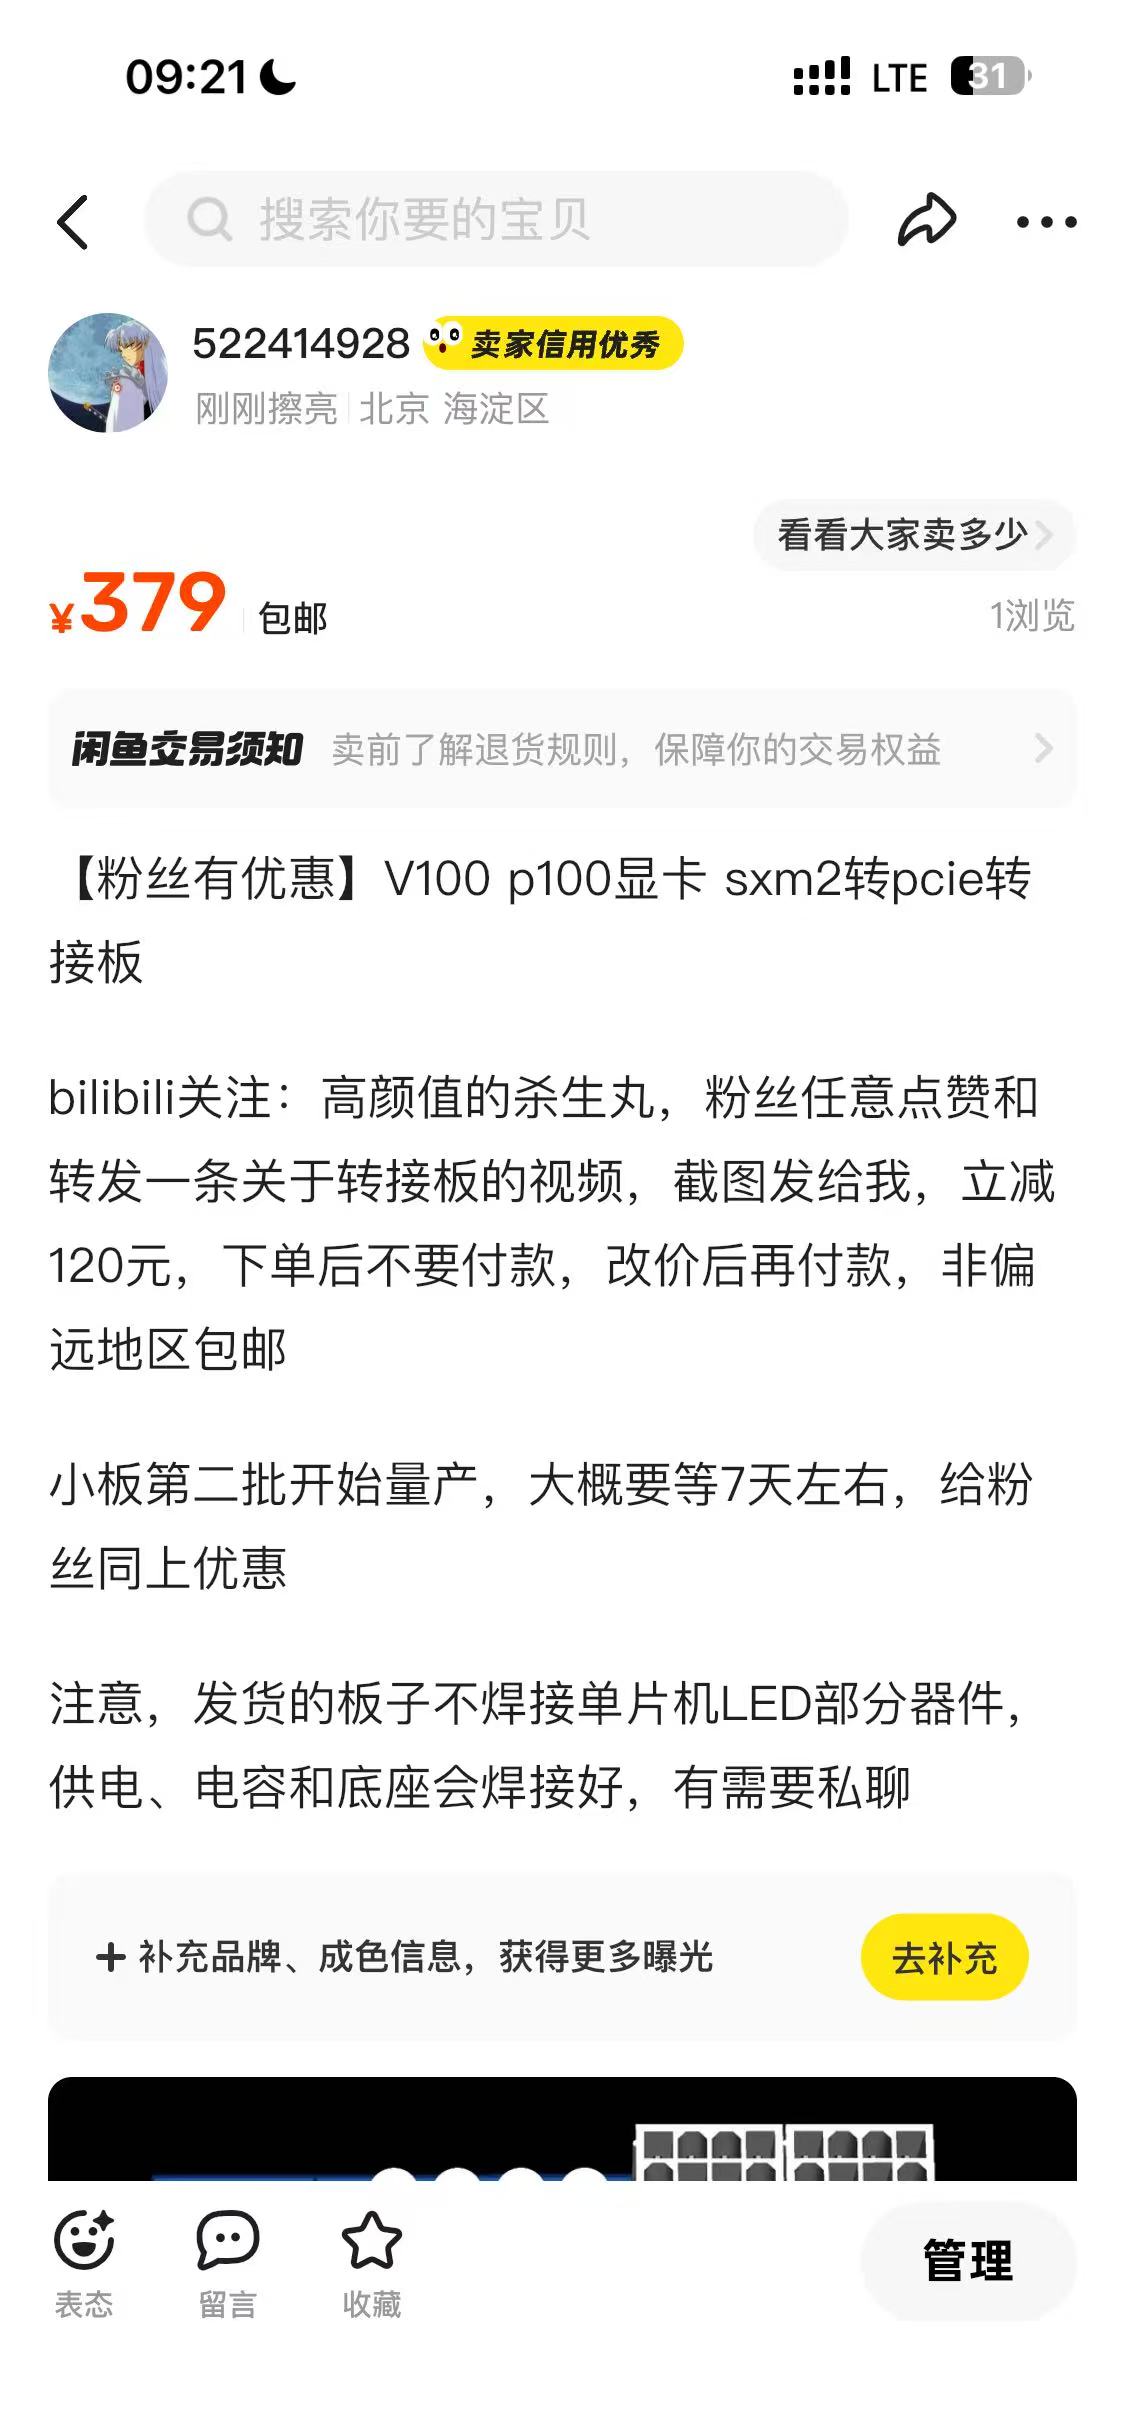 09:21
LTE
31
搜索你要的宝贝
522414928
卖家信用优秀
刚刚擦亮
北京 海淀区
看看大家卖多少
¥379
包邮
1浏览
闲鱼交易须知 卖前了解退货规则，保障你的交易权益
【粉丝有优惠】V100 p100显卡 sxm2转pcie转
接板
bilibili关注：高颜值的杀生丸，粉丝任意点赞和
转发一条关于转接板的视频，截图发给我，立减
120元，下单后不要付款，改价后再付款，非偏
远地区包邮
小板第二批开始量产，大概要等7天左右，给粉
丝同上优惠
注意，发货的板子不焊接单片机LED部分器件，
供电、电容和底座会焊接好，有需要私聊
+ 补充品牌、成色信息，获得更多曝光
去补充
表态
留言
收藏
管理